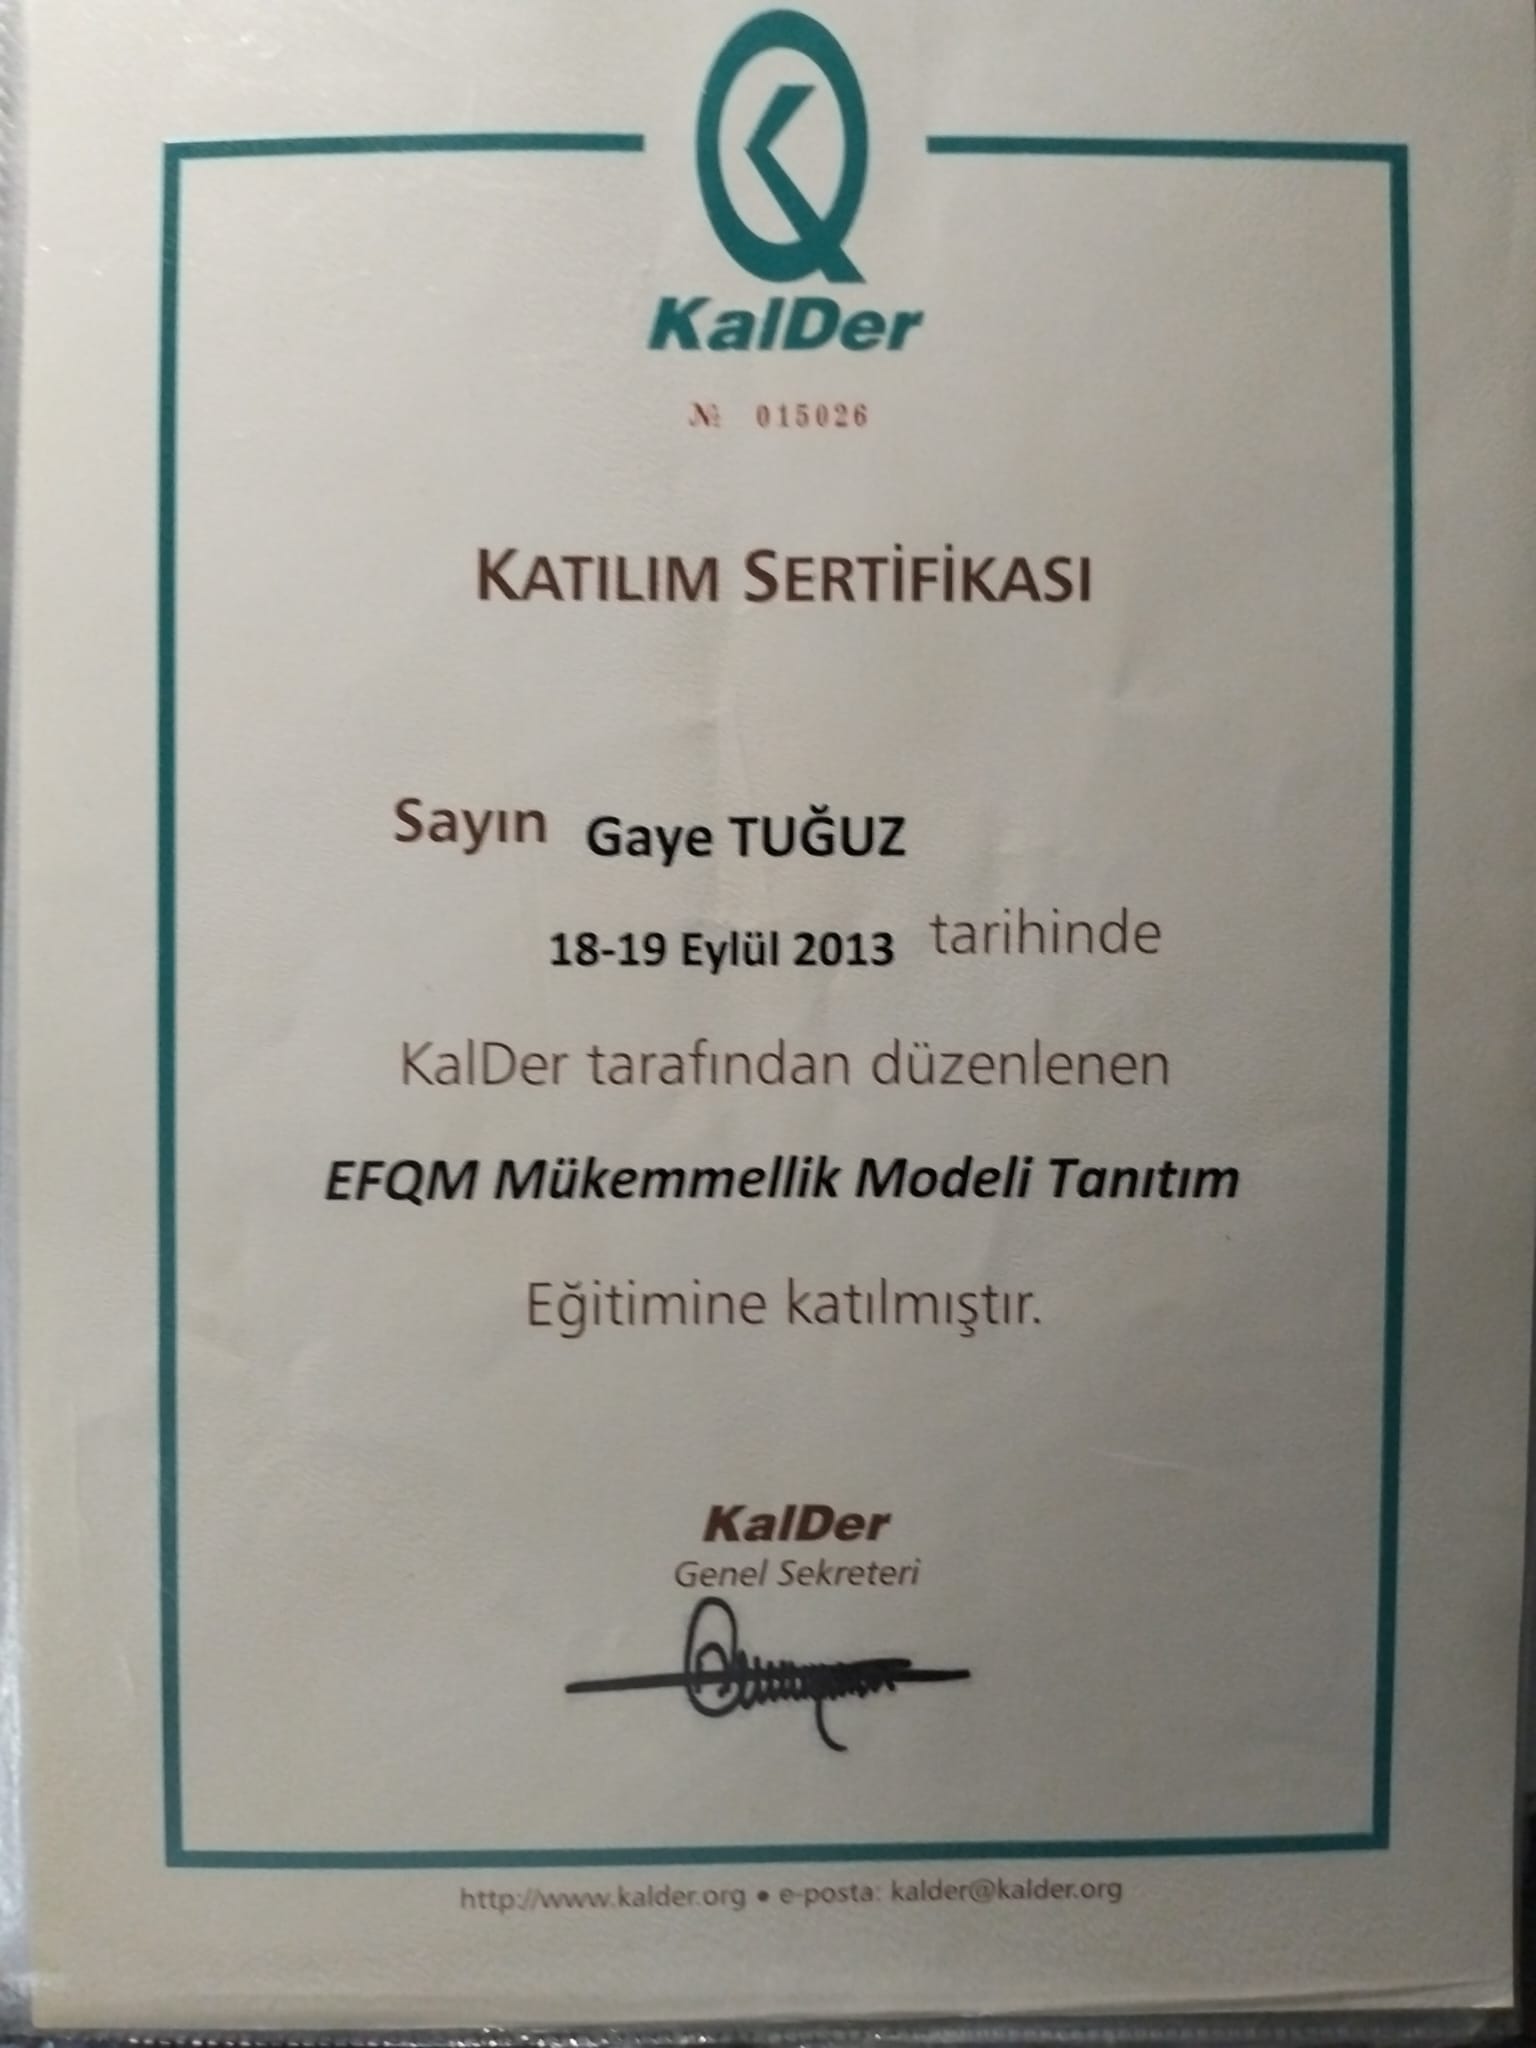 KalDer
№ 015026
KATILIM SERTİFİKASI
Sayın Gaye TUĞUZ
18-19 Eylül 2013 tarihinde
KalDer tarafından düzenlenen
EFQM Mükemmellik Modeli Tanıtım
Eğitimine katılmıştır.
KalDer
Genel Sekreteri
http://www.kalder.org • e-posta: kalder@kalder.org